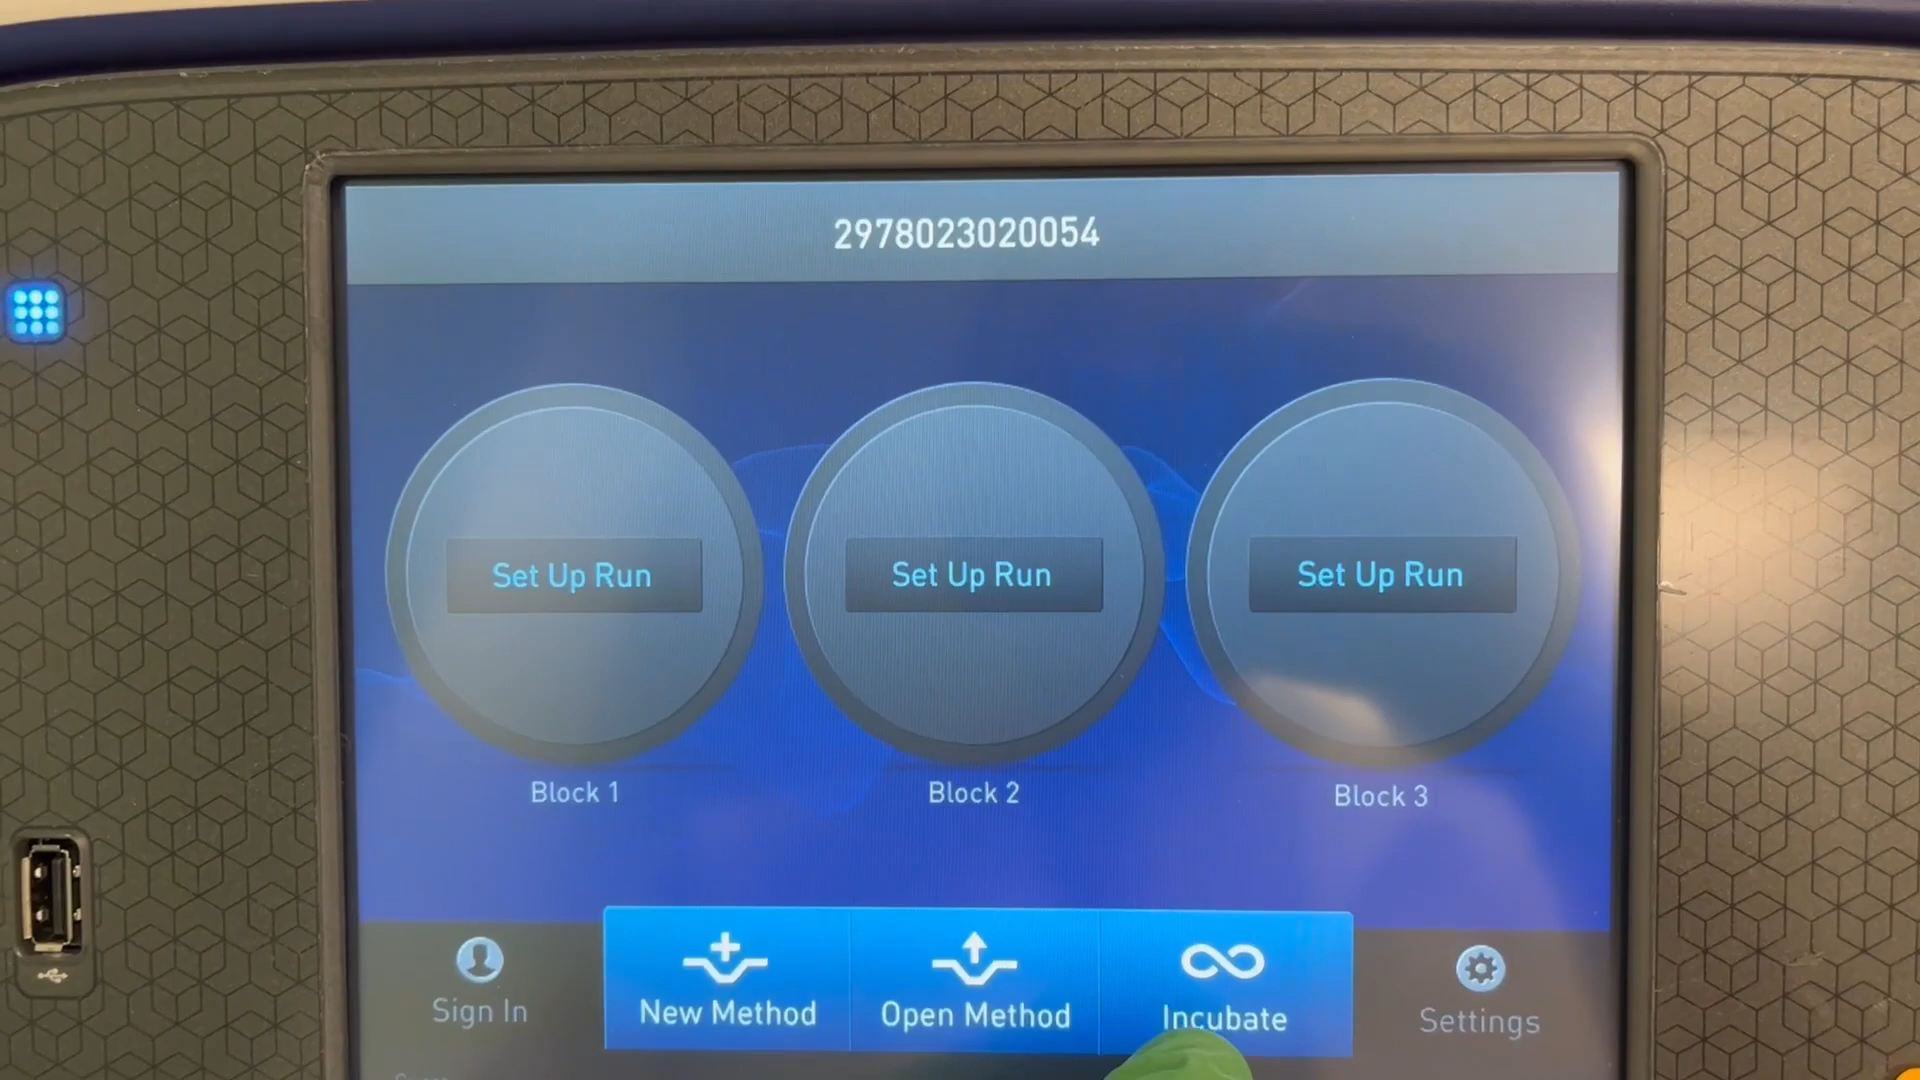 2978023020054
Set Up Run
Set Up Run
Set Up Run
Block 1
Block 2
Block 3
Sign In
New Method
Open Method
Incubate
Settings